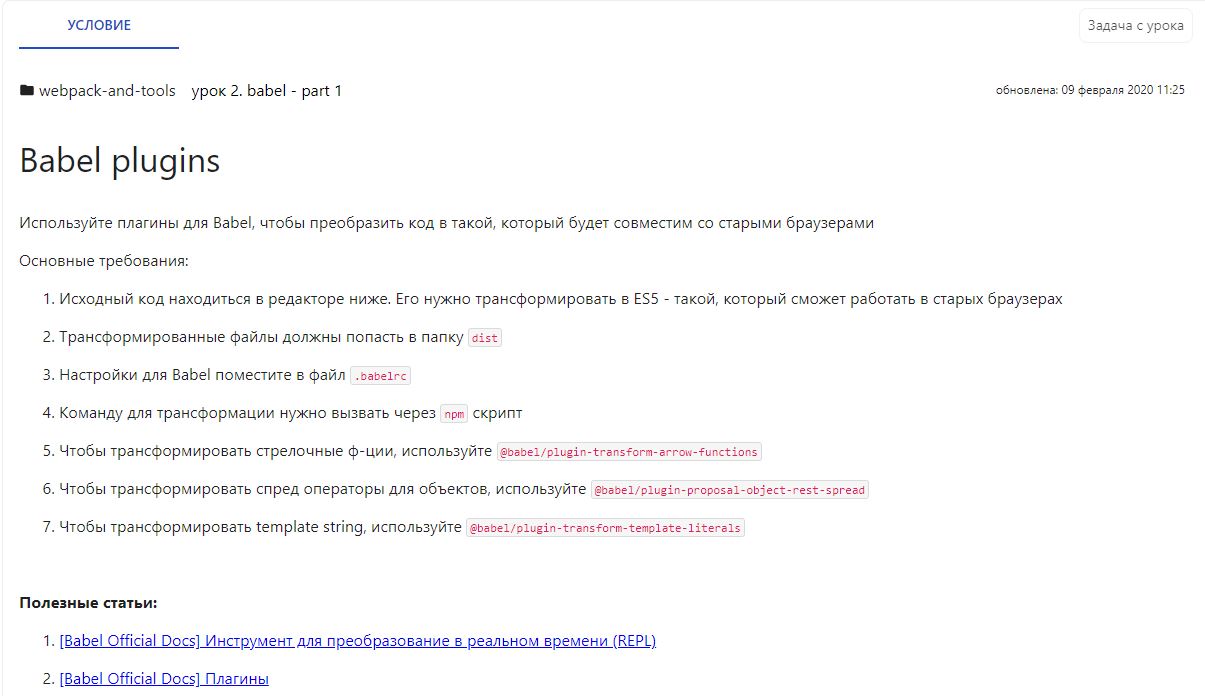 УСЛОВИЕ
Задача с урока
webpack-and-tools урок 2. babel - part 1
обновлена: 09 февраля 2020 11:25
Babel plugins
Используйте плагины для Babel, чтобы преобразить код в такой, который будет совместим со старыми браузерами
Основные требования:
1. Исходный код находиться в редакторе ниже. Его нужно трансформировать в ES5 - такой, который сможет работать в старых браузерах
2. Трансформированные файлы должны попасть в папку dist
3. Настройки для Babel поместите в файл .babelrc
4. Команду для трансформации нужно вызвать через npm скрипт
5. Чтобы трансформировать стрелочные ф-ции, используйте @babel/plugin-transform-arrow-functions
6. Чтобы трансформировать спред операторы для объектов, используйте @babel/plugin-proposal-object-rest-spread
7. Чтобы трансформировать template string, используйте @babel/plugin-transform-template-literals
Полезные статьи:
1. [Babel Official Docs] Инструмент для преобразование в реальном времени (REPL)
2. [Babel Official Docs] Плагины